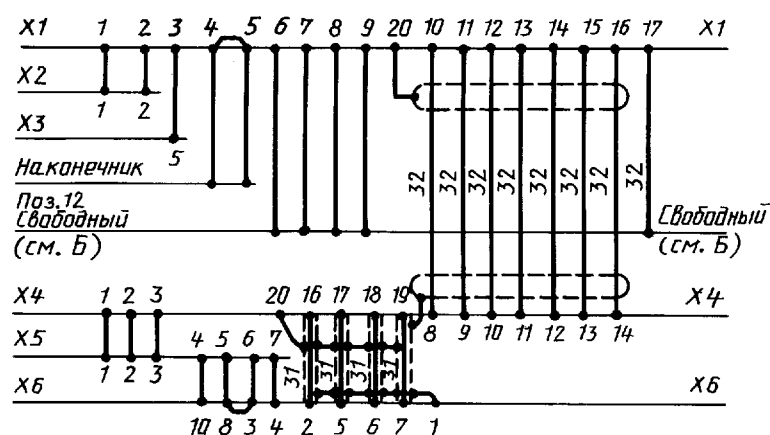 X1 1 2 3 4 5 6 7 8 9 20 10 11 12 13 14 15 16 17 X1
X2
1 2
X3
5
Наконечник
32 32 32 32 32 32 32 32
Поз.12
Свободный Свободный
(см. Б) (см. Б)
X4 1 2 3 20 16 17 18 19 X4
8 9 10 11 12 13 14
X5 4 5 6 7
1 2 3
31 31 31 31
X6 X6
10 8 3 4 2 5 6 7 1